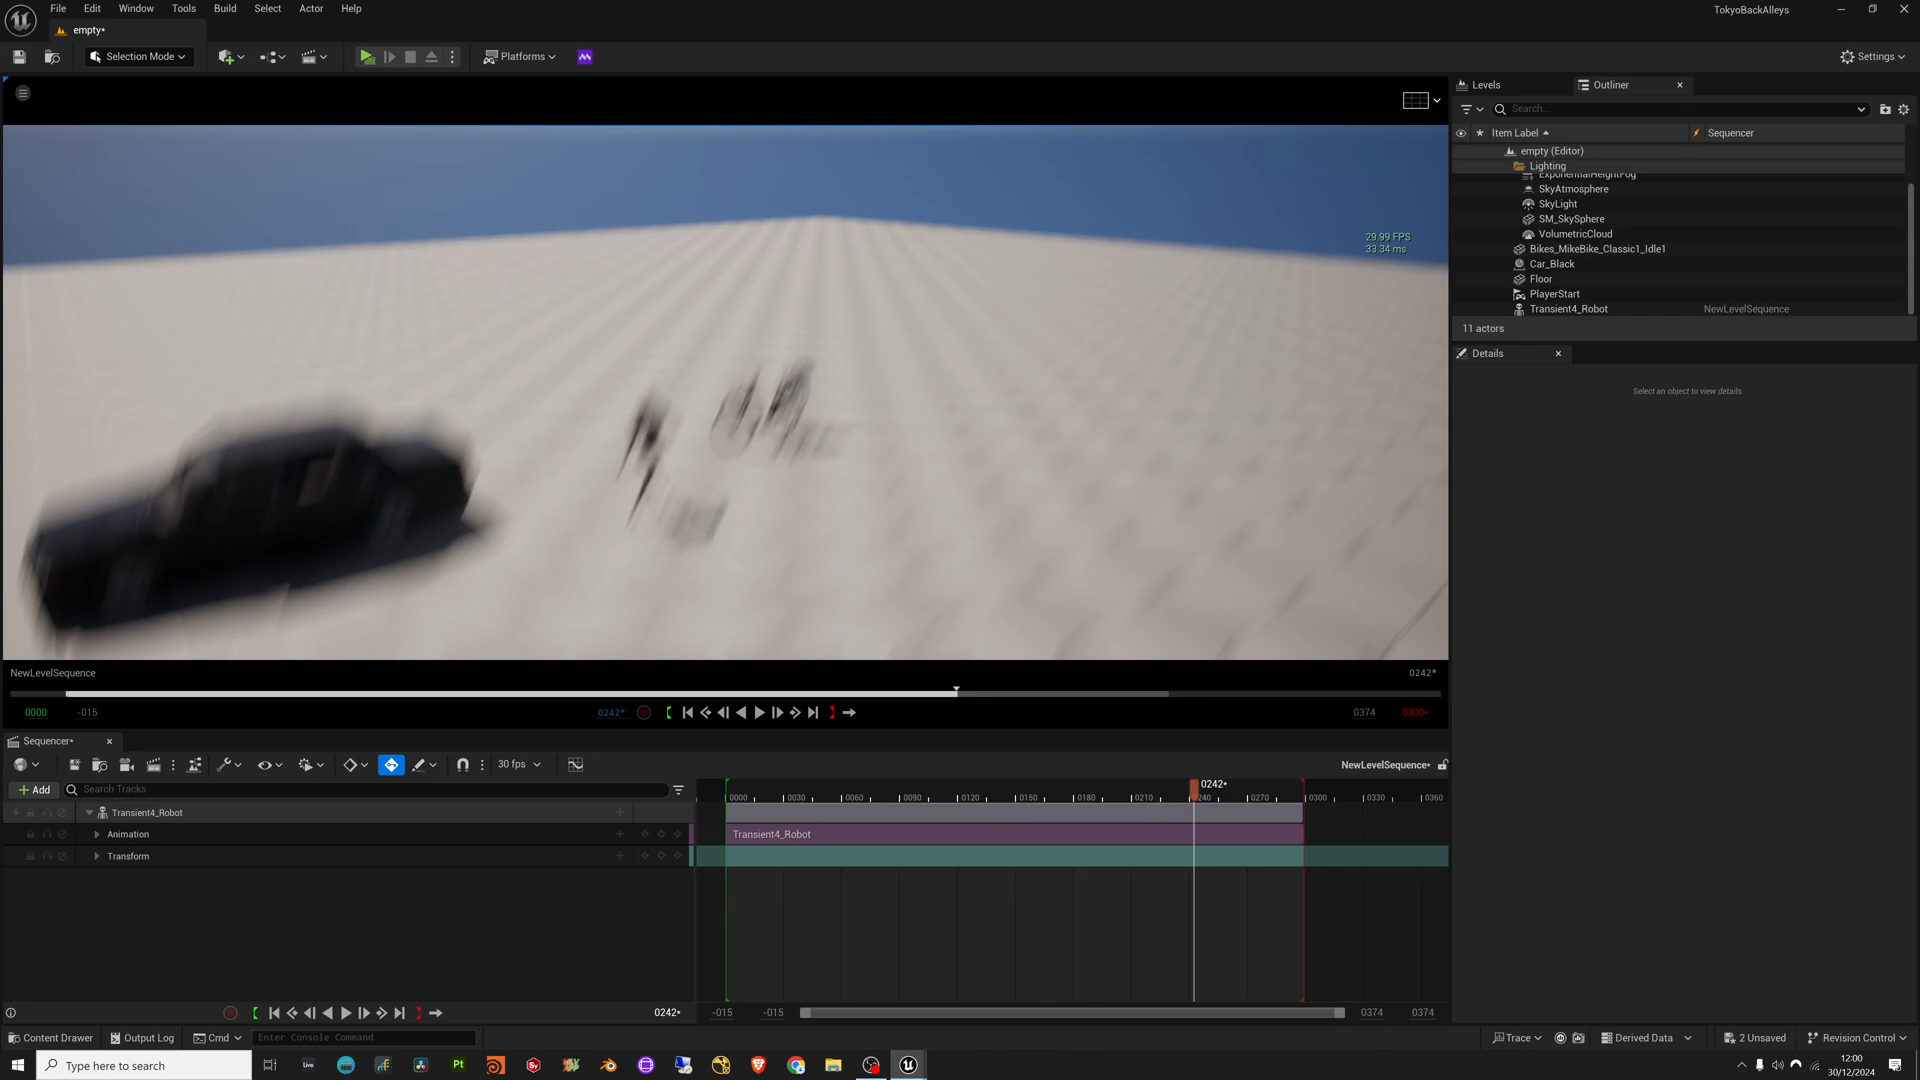 File Edit Window Tools Build Select Actor Help
TokyoBackAlleys
empty*
Selection Mode
Platforms
Settings
29.99 FPS
33.34 ms
Levels
Outliner
Search...
Item Label
Sequencer
empty (Editor)
Lighting
ExponentialHeightFog
SkyAtmosphere
SkyLight
SM_SkySphere
VolumetricCloud
Bikes_MikeBike_Classic1_Idle1
Car_Black
Floor
PlayerStart
Transient4_Robot NewLevelSequence
11 actors
Details
Select an object to view details
NewLevelSequence
0242*
0000 -015 0242* 0374 0300*
Sequencer*
30 fps
NewLevelSequence*
Add
Search Tracks
0242*
0000 0030 0060 0090 0120 0150 0180 0210 0240 0270 0300 0330 0360
Transient4_Robot
Animation
Transient4_Robot
Transform
0242* -015 -015 0374 0374
Content Drawer
Output Log
Cmd
Enter Console Command
Trace
Derived Data
2 Unsaved
Revision Control
Type here to search
Live
Pt
Sy
12:00
30/12/2024